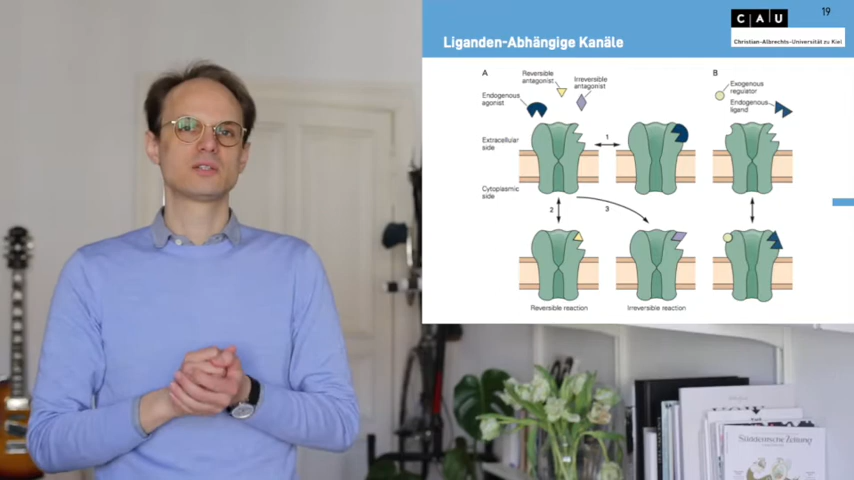 19
CAU
Christian-Albrechts-Universität zu Kiel
Liganden-Abhängige Kanäle
A
Reversible
antagonist
Irreversible
antagonist
Endogenous
agonist
Extracellular
side
Cytoplasmic
side
1
2
3
Reversible reaction
Irreversible reaction
B
Exogenous
regulator
Endogenous
ligand
Süddeutsche Zeitung